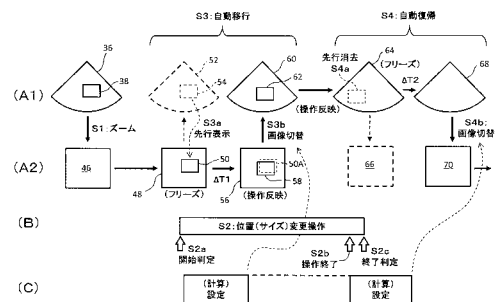 S3:自動移行
S4:自動復帰
36
38
52
54
60
62
先行消去
S4a
64
(フリーズ)
68
ΔT2
(A1)
S1:ズーム
S3a
先行表示
S3b
画像切替
(操作反映)
S4b:
画像切替
(A2)
46
50
48
(フリーズ)
ΔT1
50A
58
56
(操作反映)
66
70
(B)
S2:位置(サイズ)変更操作
S2a
開始判定
S2b
操作終了
S2c
終了判定
(C)
(計算)
設定
(計算)
設定